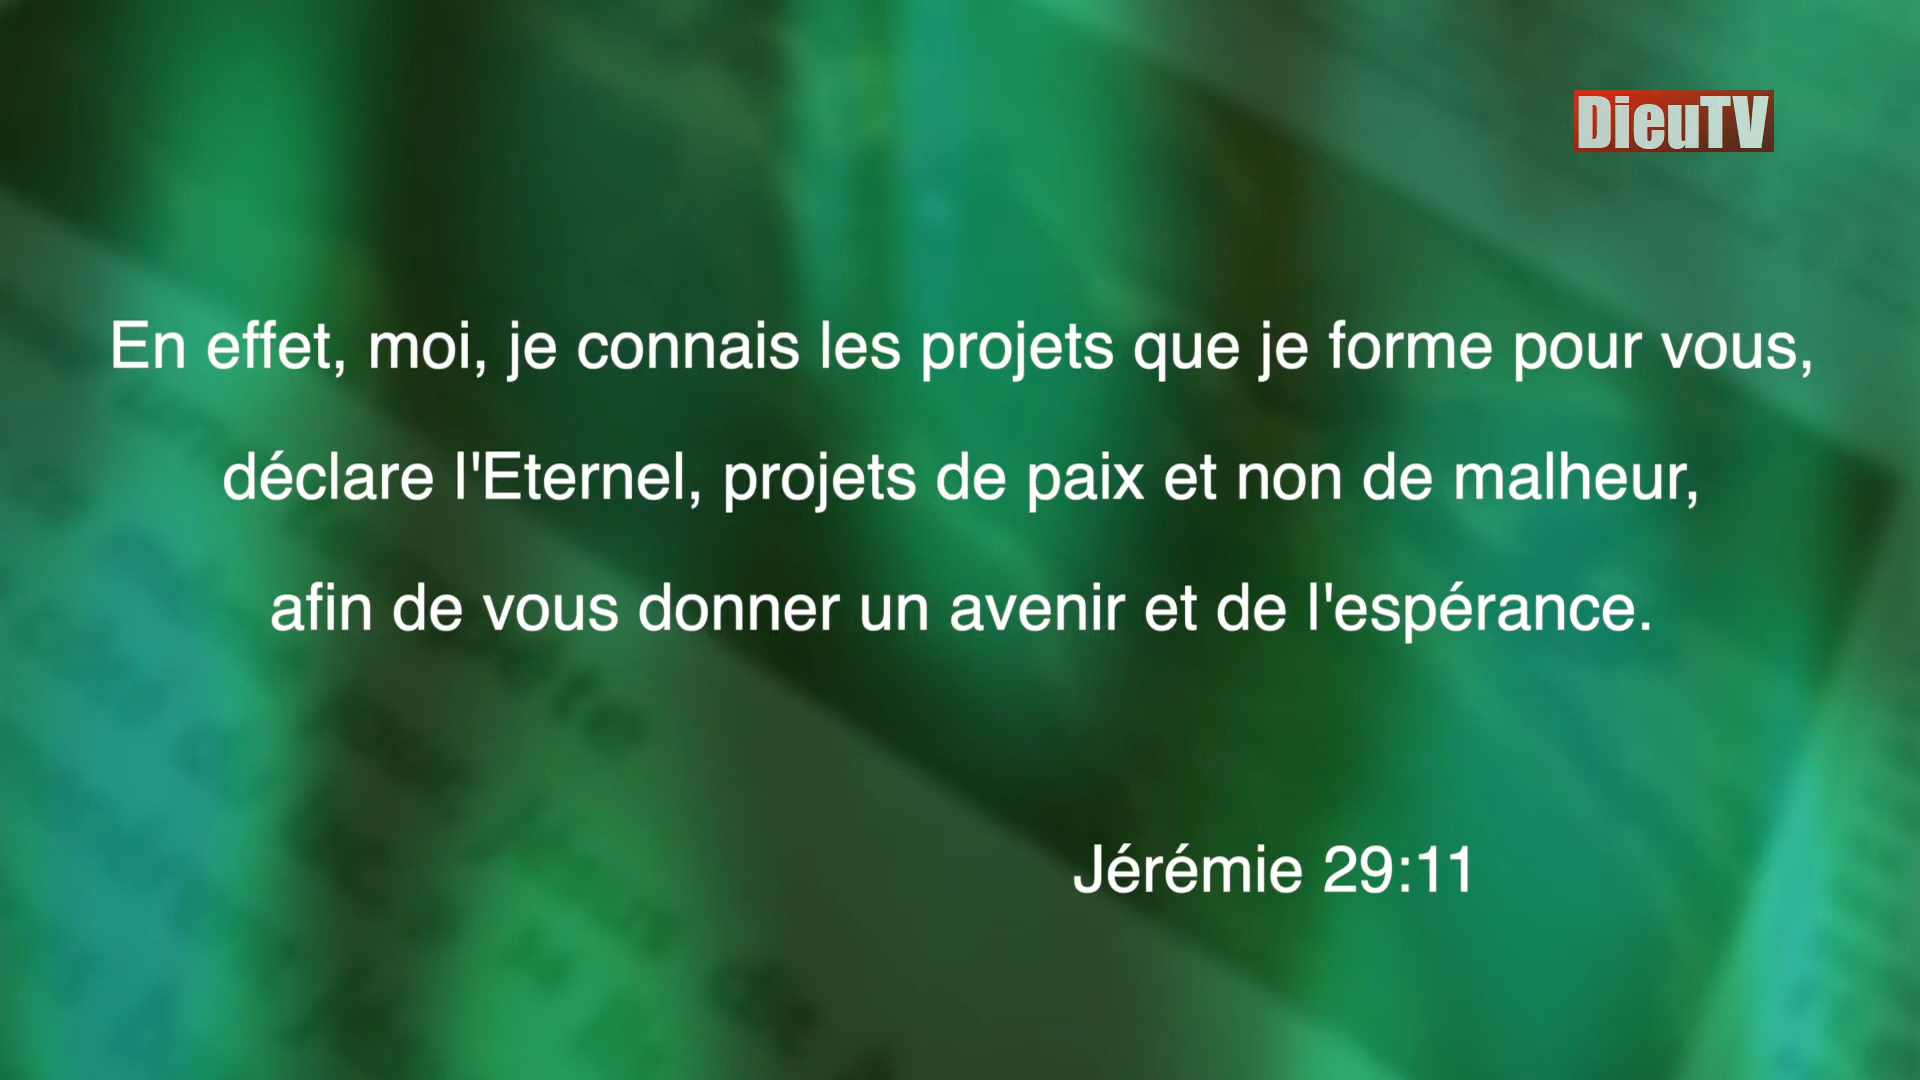 DieuTV
En effet, moi, je connais les projets que je forme pour vous,
déclare l'Eternel, projets de paix et non de malheur,
afin de vous donner un avenir et de l'espérance.
Jérémie 29:11